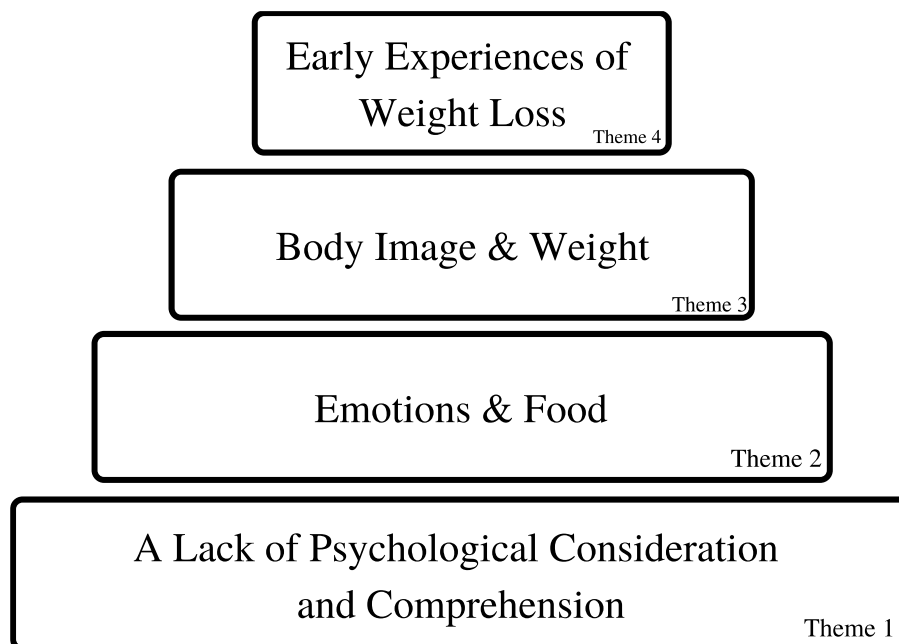 Early Experiences of
Weight Loss
Theme 4
Body Image & Weight
Theme 3
Emotions & Food
Theme 2
A Lack of Psychological Consideration
and Comprehension
Theme 1